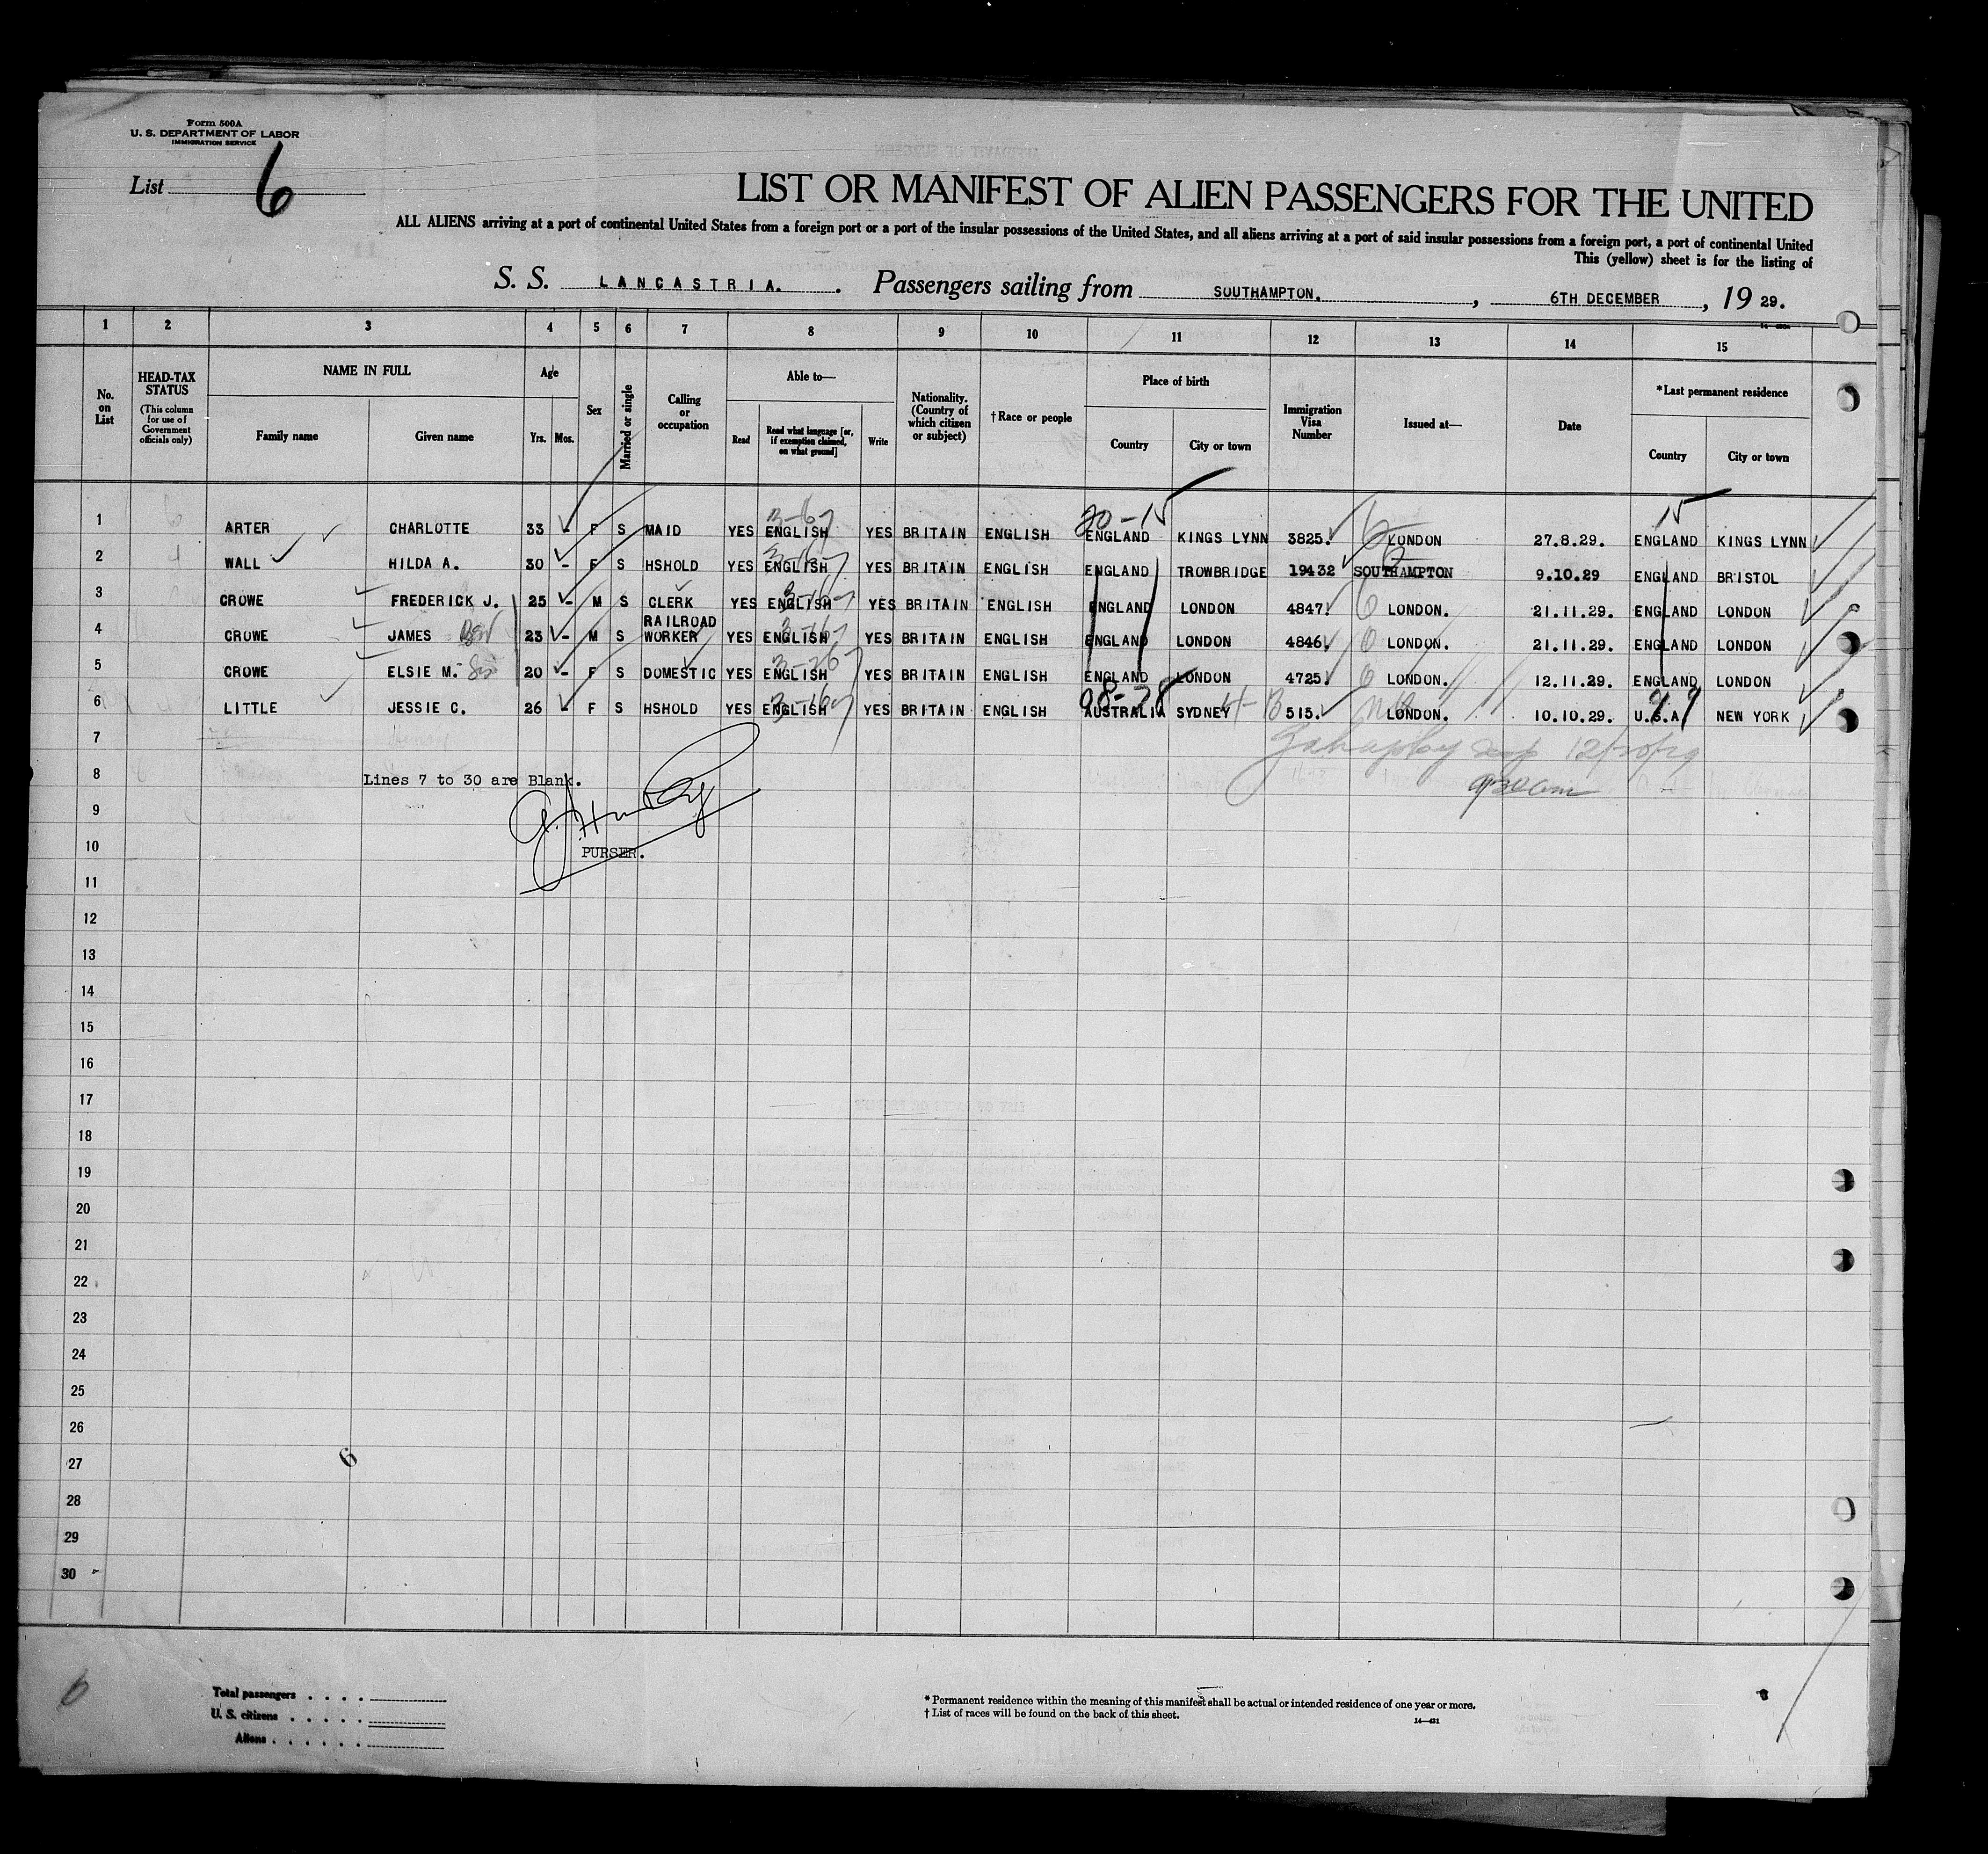 Form 500A
U. S. DEPARTMENT OF LABOR
IMMIGRATION SERVICE
List 6
LIST OR MANIFEST OF ALIEN PASSENGERS FOR THE UNITED
ALL ALIENS arriving at a port of continental United States from a foreign port or a port of the insular possessions of the United States, and all aliens arriving at a port of said insular possessions from a foreign port, a port of continental United
This (yellow) sheet is for the listing of
S. S. LANCASTRIA. Passengers sailing from SOUTHAMPTON. , 6TH DECEMBER , 19 29.
1 2 3 4 5 6 7 8 9 10 11 12 13 14 15
No. on List
HEAD-TAX STATUS (This column for use of Government officials only)
NAME IN FULL
Family name Given name
Age
Yrs. Mos.
Sex
Married or single
Calling or occupation
Able to—
Read Read what language [or, if exemption claimed, on what ground] Write
Nationality. (Country of which citizen or subject)
† Race or people
Place of birth
Country City or town
Immigration Visa Number
Issued at—
Date
*Last permanent residence
Country City or town
20-15 15
1 ARTER CHARLOTTE 33 - F S MAID YES ENGLISH YES BRITAIN ENGLISH ENGLAND KINGS LYNN 3825. LONDON 27.8.29. ENGLAND KINGS LYNN
2 WALL HILDA A. 30 - F S HSHOLD YES ENGLISH YES BRITAIN ENGLISH ENGLAND TROWBRIDGE 19432 SOUTHAMPTON 9.10.29 ENGLAND BRISTOL
3 CROWE FREDERICK J. 25 - M S CLERK YES ENGLISH YES BRITAIN ENGLISH ENGLAND LONDON 4847. LONDON. 21.11.29. ENGLAND LONDON
4 CROWE JAMES 23 - M S RAILROAD WORKER YES ENGLISH YES BRITAIN ENGLISH ENGLAND LONDON 4846. LONDON. 21.11.29. ENGLAND LONDON
5 CROWE ELSIE M. 20 - F S DOMESTIC YES ENGLISH YES BRITAIN ENGLISH ENGLAND LONDON 4725. LONDON. 12.11.29. ENGLAND LONDON
98-78 99
6 LITTLE JESSIE C. 26 - F S HSHOLD YES ENGLISH YES BRITAIN ENGLISH AUSTRALIA SYDNEY 4-B 515. LONDON. 10.10.29. U.S.A. NEW YORK
7
8 Lines 7 to 30 are Blank.
9
10 PURSER.
11
12
13
14
15
16
17
18
19
20
21
22
23
24
25
26
27 6
28
29
30
6
Total passengers . . . .
U. S. citizens . . . . .
Aliens . . . . . .
* Permanent residence within the meaning of this manifest shall be actual or intended residence of one year or more.
† List of races will be found on the back of this sheet.
14—421